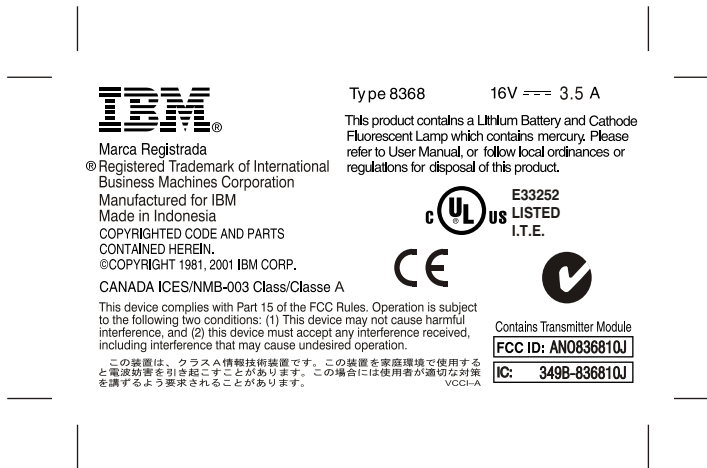 IBM®
Marca Registrada
® Registered Trademark of International
Business Machines Corporation
Manufactured for IBM
Made in Indonesia
COPYRIGHTED CODE AND PARTS
CONTAINED HEREIN.
©COPYRIGHT 1981, 2001 IBM CORP.
CANADA ICES/NMB-003 Class/Classe A
This device complies with Part 15 of the FCC Rules. Operation is subject
to the following two conditions: (1) This device may not cause harmful
interference, and (2) this device must accept any interference received,
including interference that may cause undesired operation.
この装置は、クラスA情報技術装置です。この装置を家庭環境で使用する
と電波妨害を引き起こすことがあります。この場合には使用者が適切な対策
を講ずるよう要求されることがあります。 VCCI-A
Type 8368 16V 3.5 A
This product contains a Lithium Battery and Cathode
Fluorescent Lamp which contains mercury. Please
refer to User Manual, or follow local ordinances or
regulations for disposal of this product.
C UL® US
E33252
LISTED
I.T.E.
CE
Contains Transmitter Module
FCC ID: ANO836810J
IC: 349B-836810J